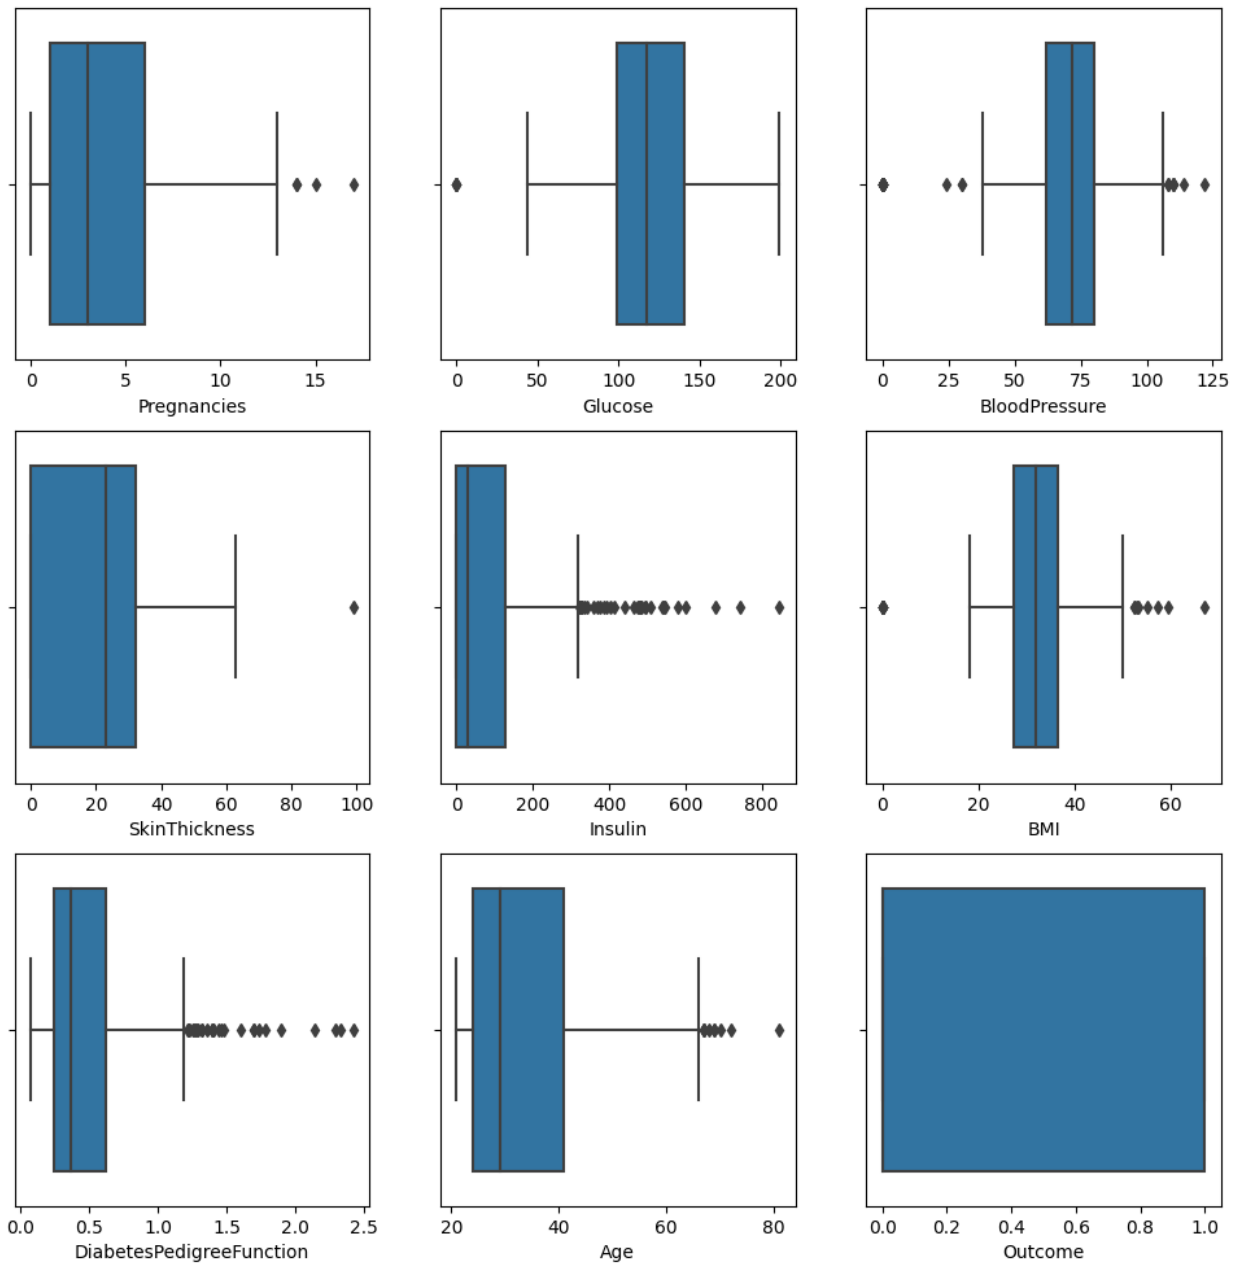 0 5 10 15
Pregnancies
0 50 100 150 200
Glucose
0 25 50 75 100 125
BloodPressure
0 20 40 60 80 100
SkinThickness
0 200 400 600 800
Insulin
0 20 40 60
BMI
0.0 0.5 1.0 1.5 2.0 2.5
DiabetesPedigreeFunction
20 40 60 80
Age
0.0 0.2 0.4 0.6 0.8 1.0
Outcome